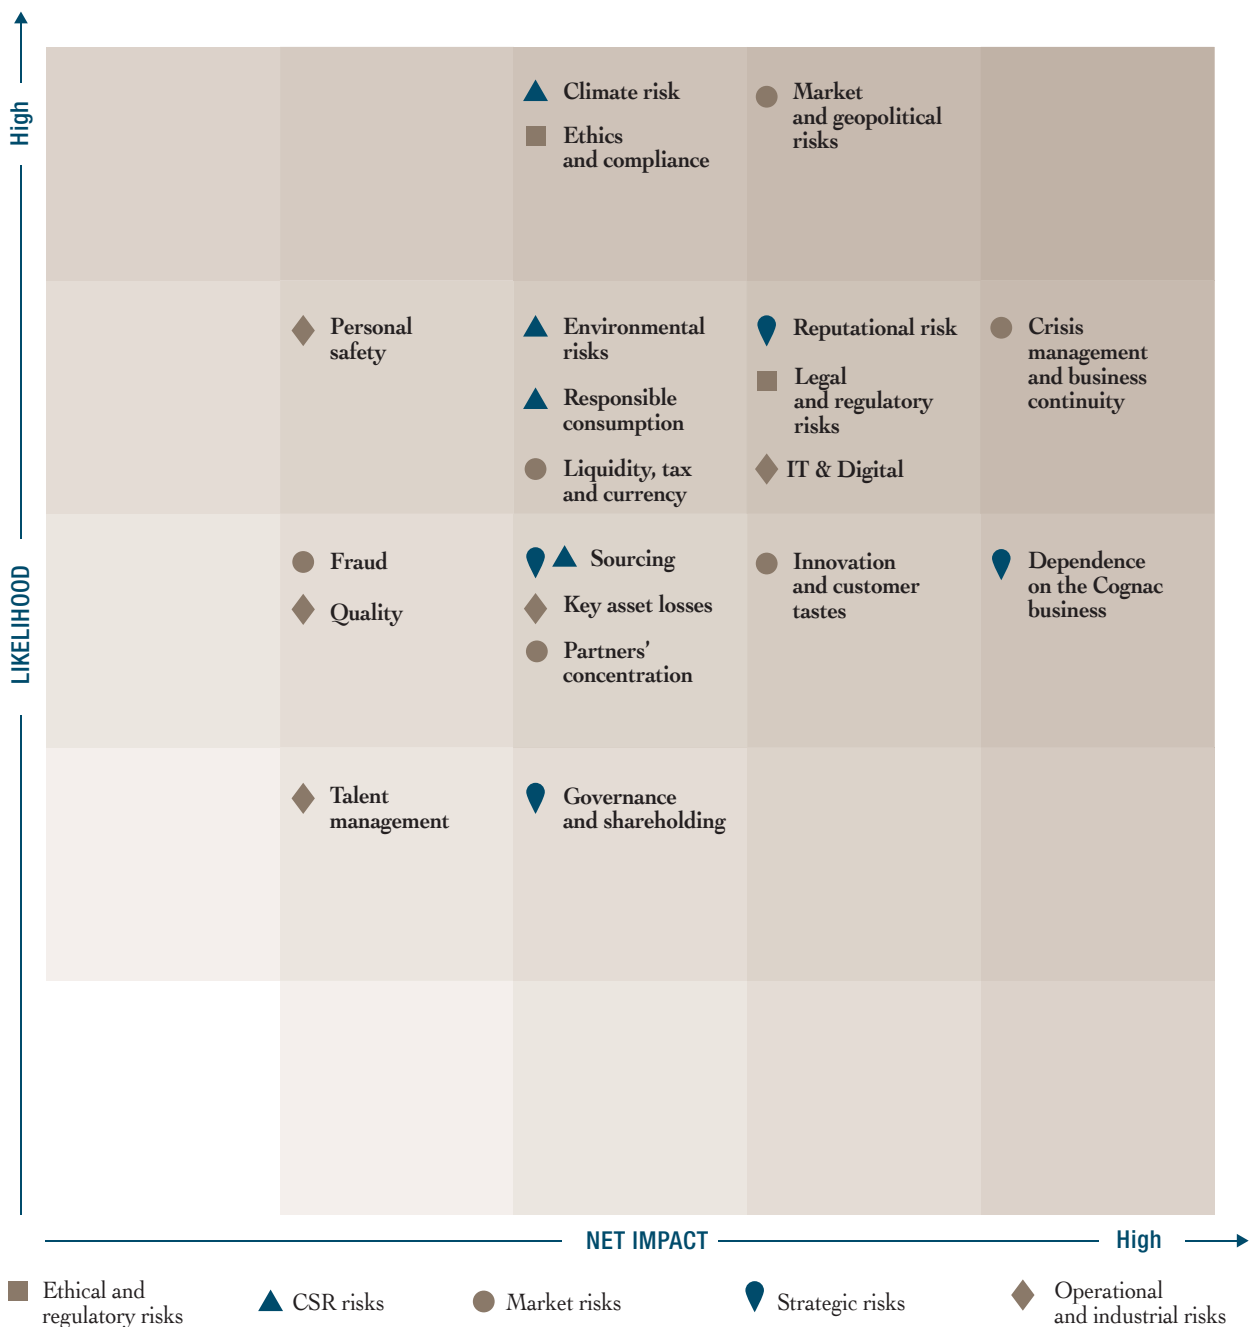 High
LIKELIHOOD
Climate risk
Ethics
and compliance
Market
and geopolitical
risks
Personal
safety
Environmental
risks
Responsible
consumption
Liquidity, tax
and currency
Reputational risk
Legal
and regulatory
risks
IT & Digital
Crisis
management
and business
continuity
Fraud
Quality
Sourcing
Key asset losses
Partners’
concentration
Innovation
and customer
tastes
Dependence
on the Cognac
business
Talent
management
Governance
and shareholding
NET IMPACT
High
Ethical and
regulatory risks
CSR risks
Market risks
Strategic risks
Operational
and industrial risks